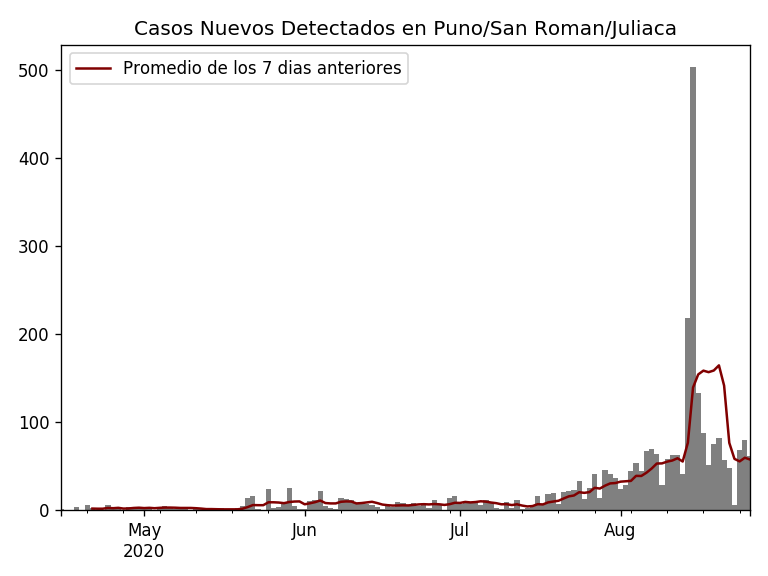 Casos Nuevos Detectados en Puno/San Roman/Juliaca
Promedio de los 7 dias anteriores
500
400
300
200
100
0
May Jun Jul Aug
2020